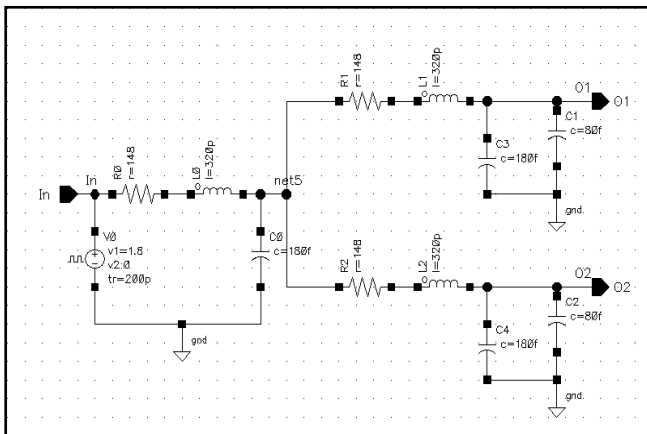 R1
r=148
L1
l=320p
O1
O1
C3
c=180f
C1
c=80f
gnd
In
In
R0
r=148
L0
l=320p
net5
V0
v1=1.8
v2:0
tr=200p
C0
c=180f
gnd
R2
r=148
L2
l=320p
O2
O2
C4
c=180f
C2
c=80f
gnd